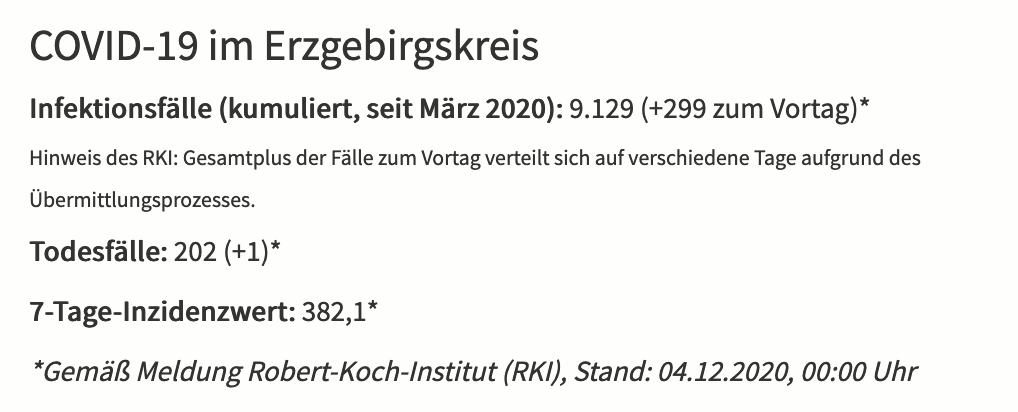 COVID-19 im Erzgebirgskreis
Infektionsfälle (kumuliert, seit März 2020): 9.129 (+299 zum Vortag)*
Hinweis des RKI: Gesamtplus der Fälle zum Vortag verteilt sich auf verschiedene Tage aufgrund des
Übermittlungsprozesses.
Todesfälle: 202 (+1)*
7-Tage-Inzidenzwert: 382,1*
*Gemäß Meldung Robert-Koch-Institut (RKI), Stand: 04.12.2020, 00:00 Uhr